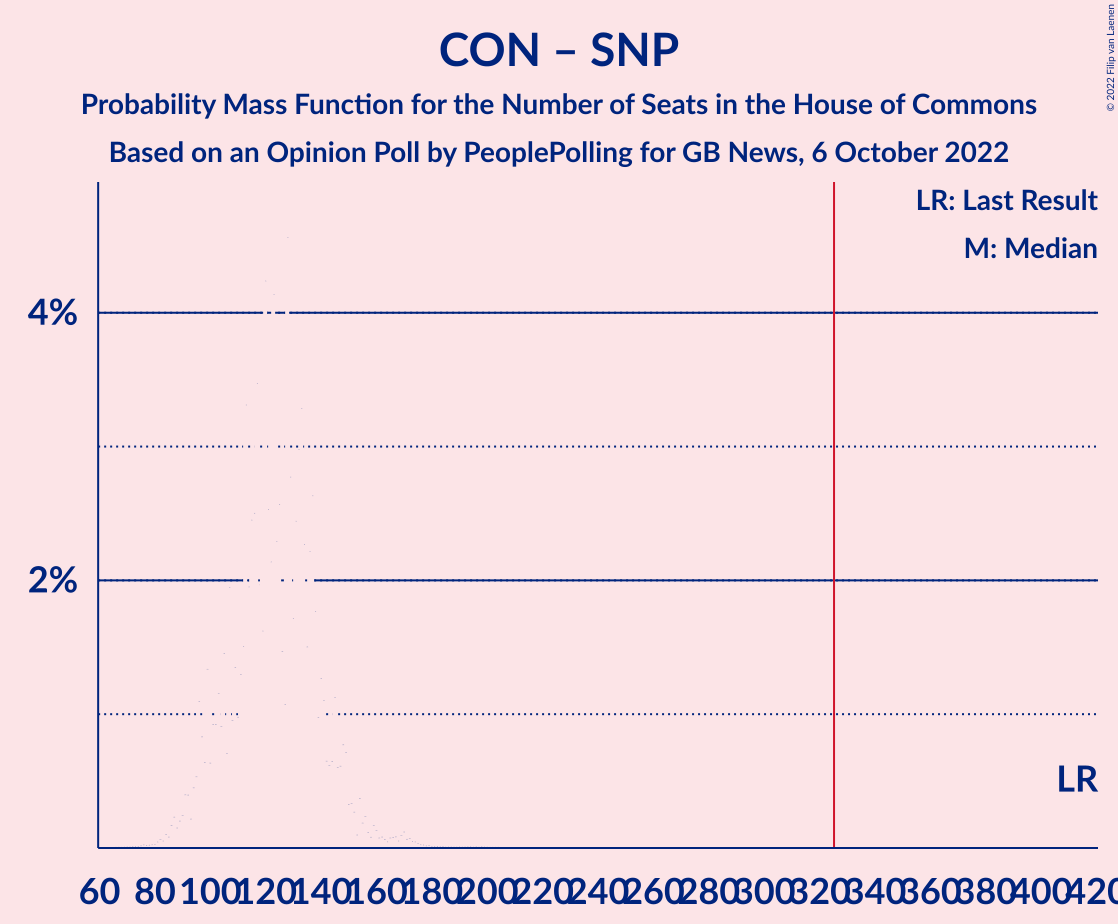 CON – SNP
Probability Mass Function for the Number of Seats in the House of Commons
Based on an Opinion Poll by PeoplePolling for GB News, 6 October 2022
© 2022 Filip van Laenen
LR: Last Result
M: Median
4%
2%
LR
60 80 100 120 140 160 180 200 220 240 260 280 300 320 340 360 380 400 420